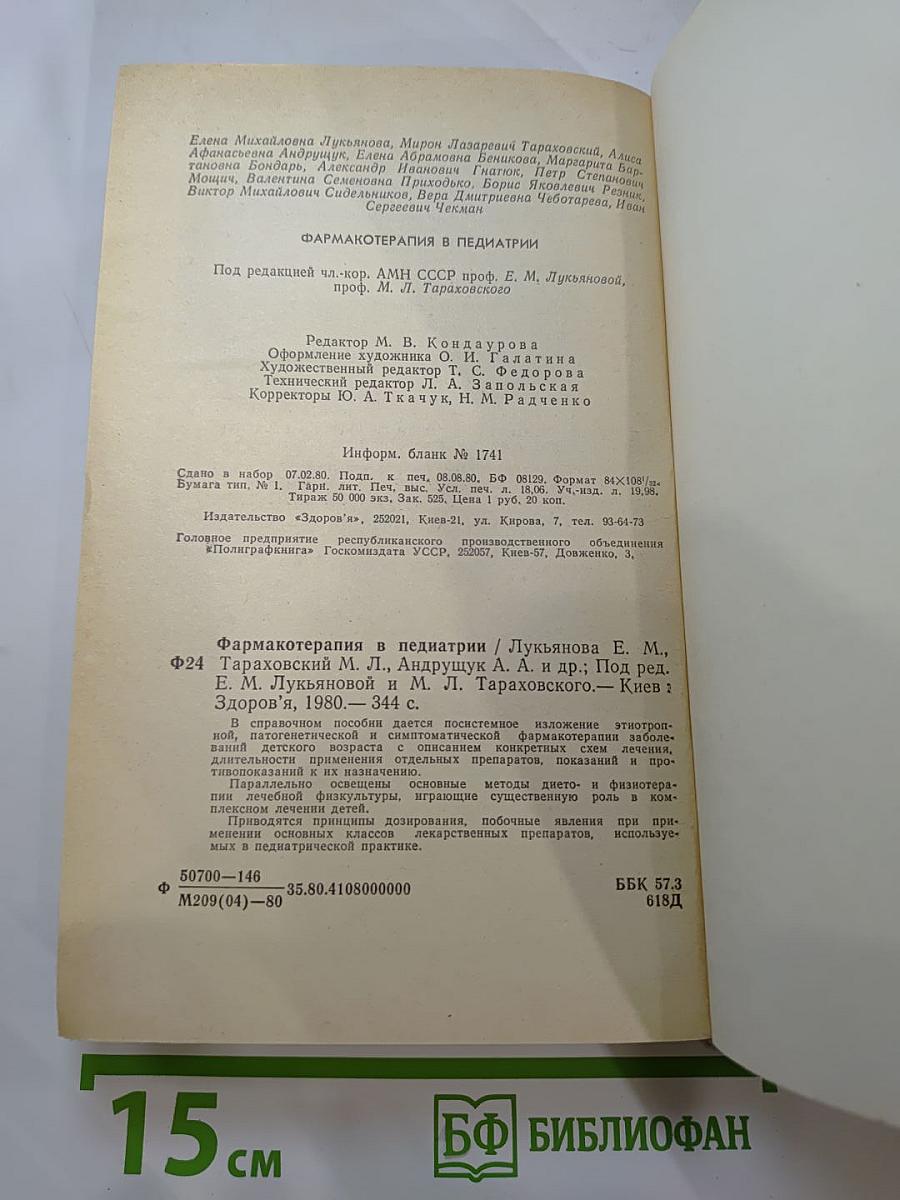 Елена Михайловна Лукьянова, Мирон Лазаревич Тараховский, Алиса
Афанасьевна Андрущук, Елена Абрамовна Беникова, Маргарита Вар-
тановна Бондарь, Александр Иванович Гнатюк, Петр Степанович
Мощич, Валентина Семеновна Приходько, Борис Яковлевич Резник,
Виктор Михайлович Сидельников, Вера Дмитриевна Чеботарева, Иван
Сергеевич Чекман
ФАРМАКОТЕРАПИЯ В ПЕДИАТРИИ
Под редакцией чл.-кор. АМН СССР проф. Е. М. Лукьяновой,
проф. М. Л. Тараховского
Редактор М. В. Кондаурова
Оформление художника О. И. Галатина
Художественный редактор Т. С. Федорова
Технический редактор Л. А. Запольская
Корректоры Ю. А. Ткачук, Н. М. Радченко
Информ. бланк № 1741
Сдано в набор 07.02.80. Подп. к печ. 08.08.80. БФ 08129. Формат 84×108¹/₃₂.
Бумага тип. № 1. Гарн. лит. Печ. выс. Усл. печ. л. 18,06. Уч.-изд. л. 19,98.
Тираж 50 000 экз. Зак. 525. Цена 1 руб. 20 коп.
Издательство «Здоров'я», 252021, Киев-21, ул. Кирова, 7, тел. 93-64-73
Головное предприятие республиканского производственного объединения
«Полиграфкнига» Госкомиздата УССР, 252057, Киев-57, Довженко, 3.
Фармакотерапия в педиатрии / Лукьянова Е. М.,
Ф24 Тараховский М. Л., Андрущук А. А. и др.; Под ред.
Е. М. Лукьяновой и М. Л. Тараховского.— Киев :
Здоров'я, 1980.— 344 с.
В справочном пособии дается посистемное изложение этиотроп-
ной, патогенетической и симптоматической фармакотерапии заболе-
ваний детского возраста с описанием конкретных схем лечения,
длительности применения отдельных препаратов, показаний и про-
тивопоказаний к их назначению.
Параллельно освещены основные методы дието- и физиотера-
пии лечебной физкультуры, играющие существенную роль в ком-
плексном лечении детей.
Приводятся принципы дозирования, побочные явления при при-
менении основных классов лекарственных препаратов, используе-
мых в педиатрической практике.
50700—146
Ф 35.80.4108000000
М209(04)—80
ББК 57.3
618Д
15 см
БФ БИБЛИОФАН